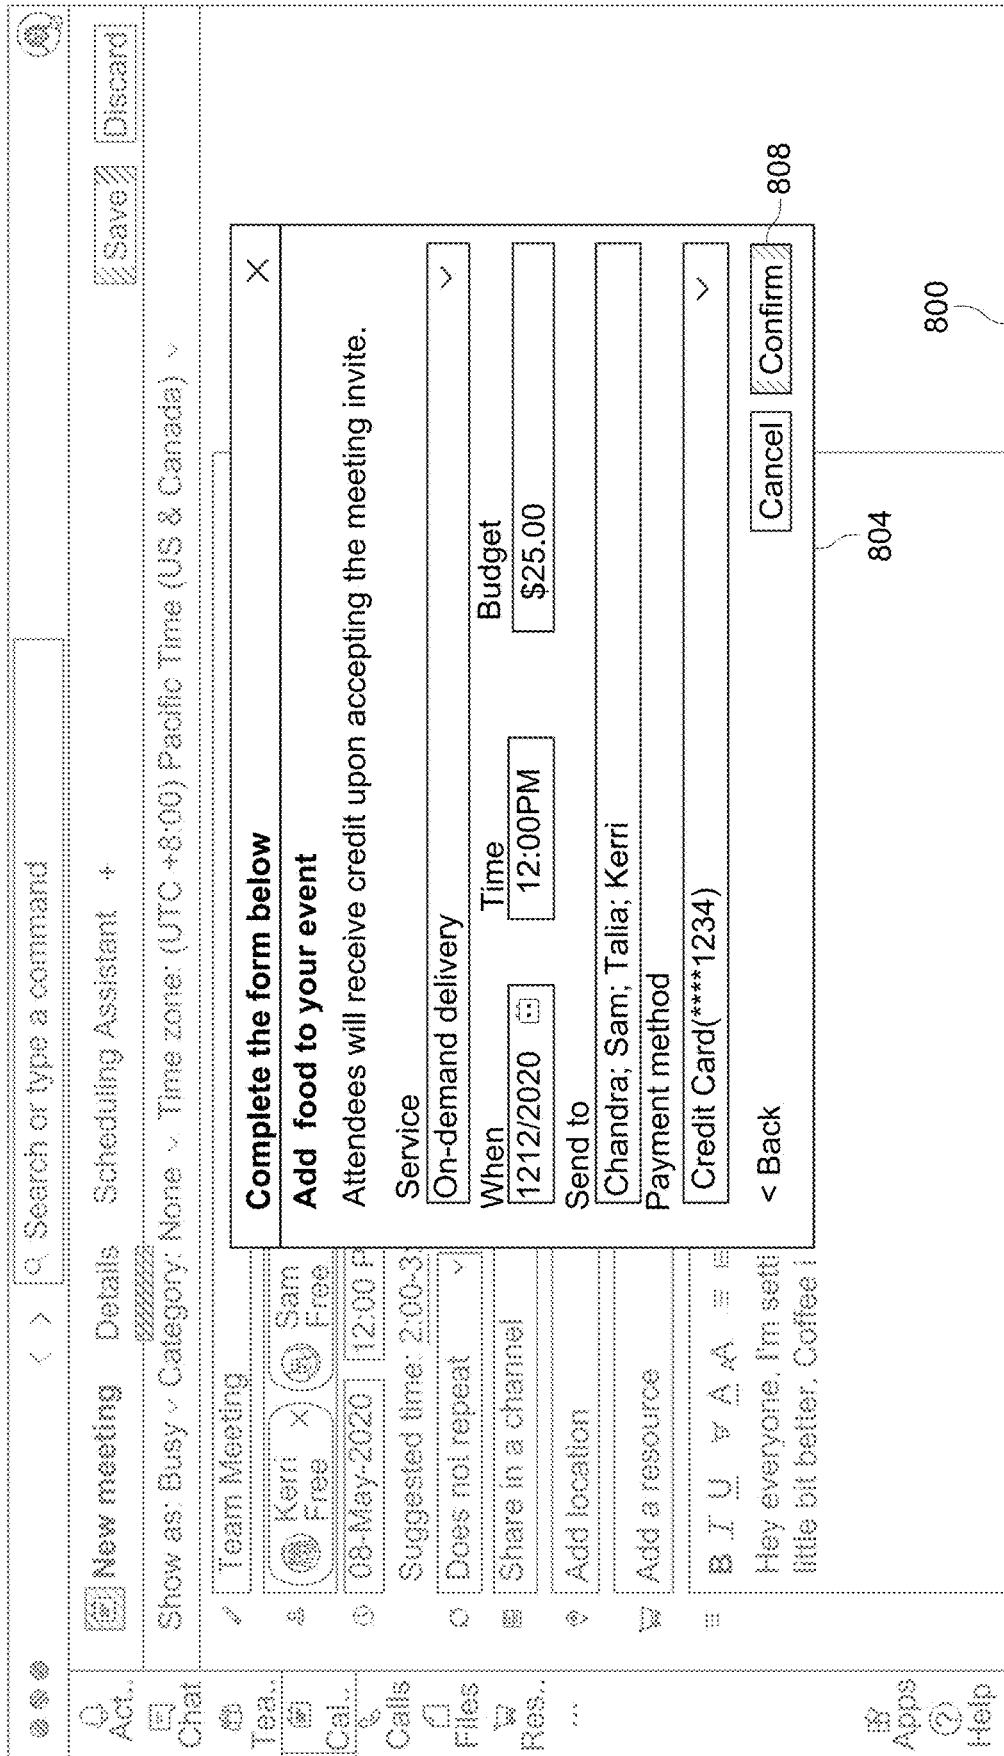 Search or type a command
New meeting Details Scheduling Assistant +
Save Discard
Show as: Busy Category: None Time zone: (UTC +8:00) Pacific Time (US & Canada)
Act..
Chat
Tea..
Cal..
Calls
Files
Res..
...
Apps
Help
Team Meeting
Kerri X
Free
Sam
Free
08-May-2020 12:00 P
Suggested time: 2:00-3
Does not repeat
Share in a channel
Add location
Add a resource
B I U A A
Hey everyone. I'm setti
little bit better. Coffee
Complete the form below X
Add food to your event
Attendees will receive credit upon accepting the meeting invite.
Service
On-demand delivery
When Time Budget
1212/2020 12:00PM $25.00
Send to
Chandra; Sam; Talia; Kerri
Payment method
Credit Card(****1234)
< Back Cancel Confirm
808
804
800